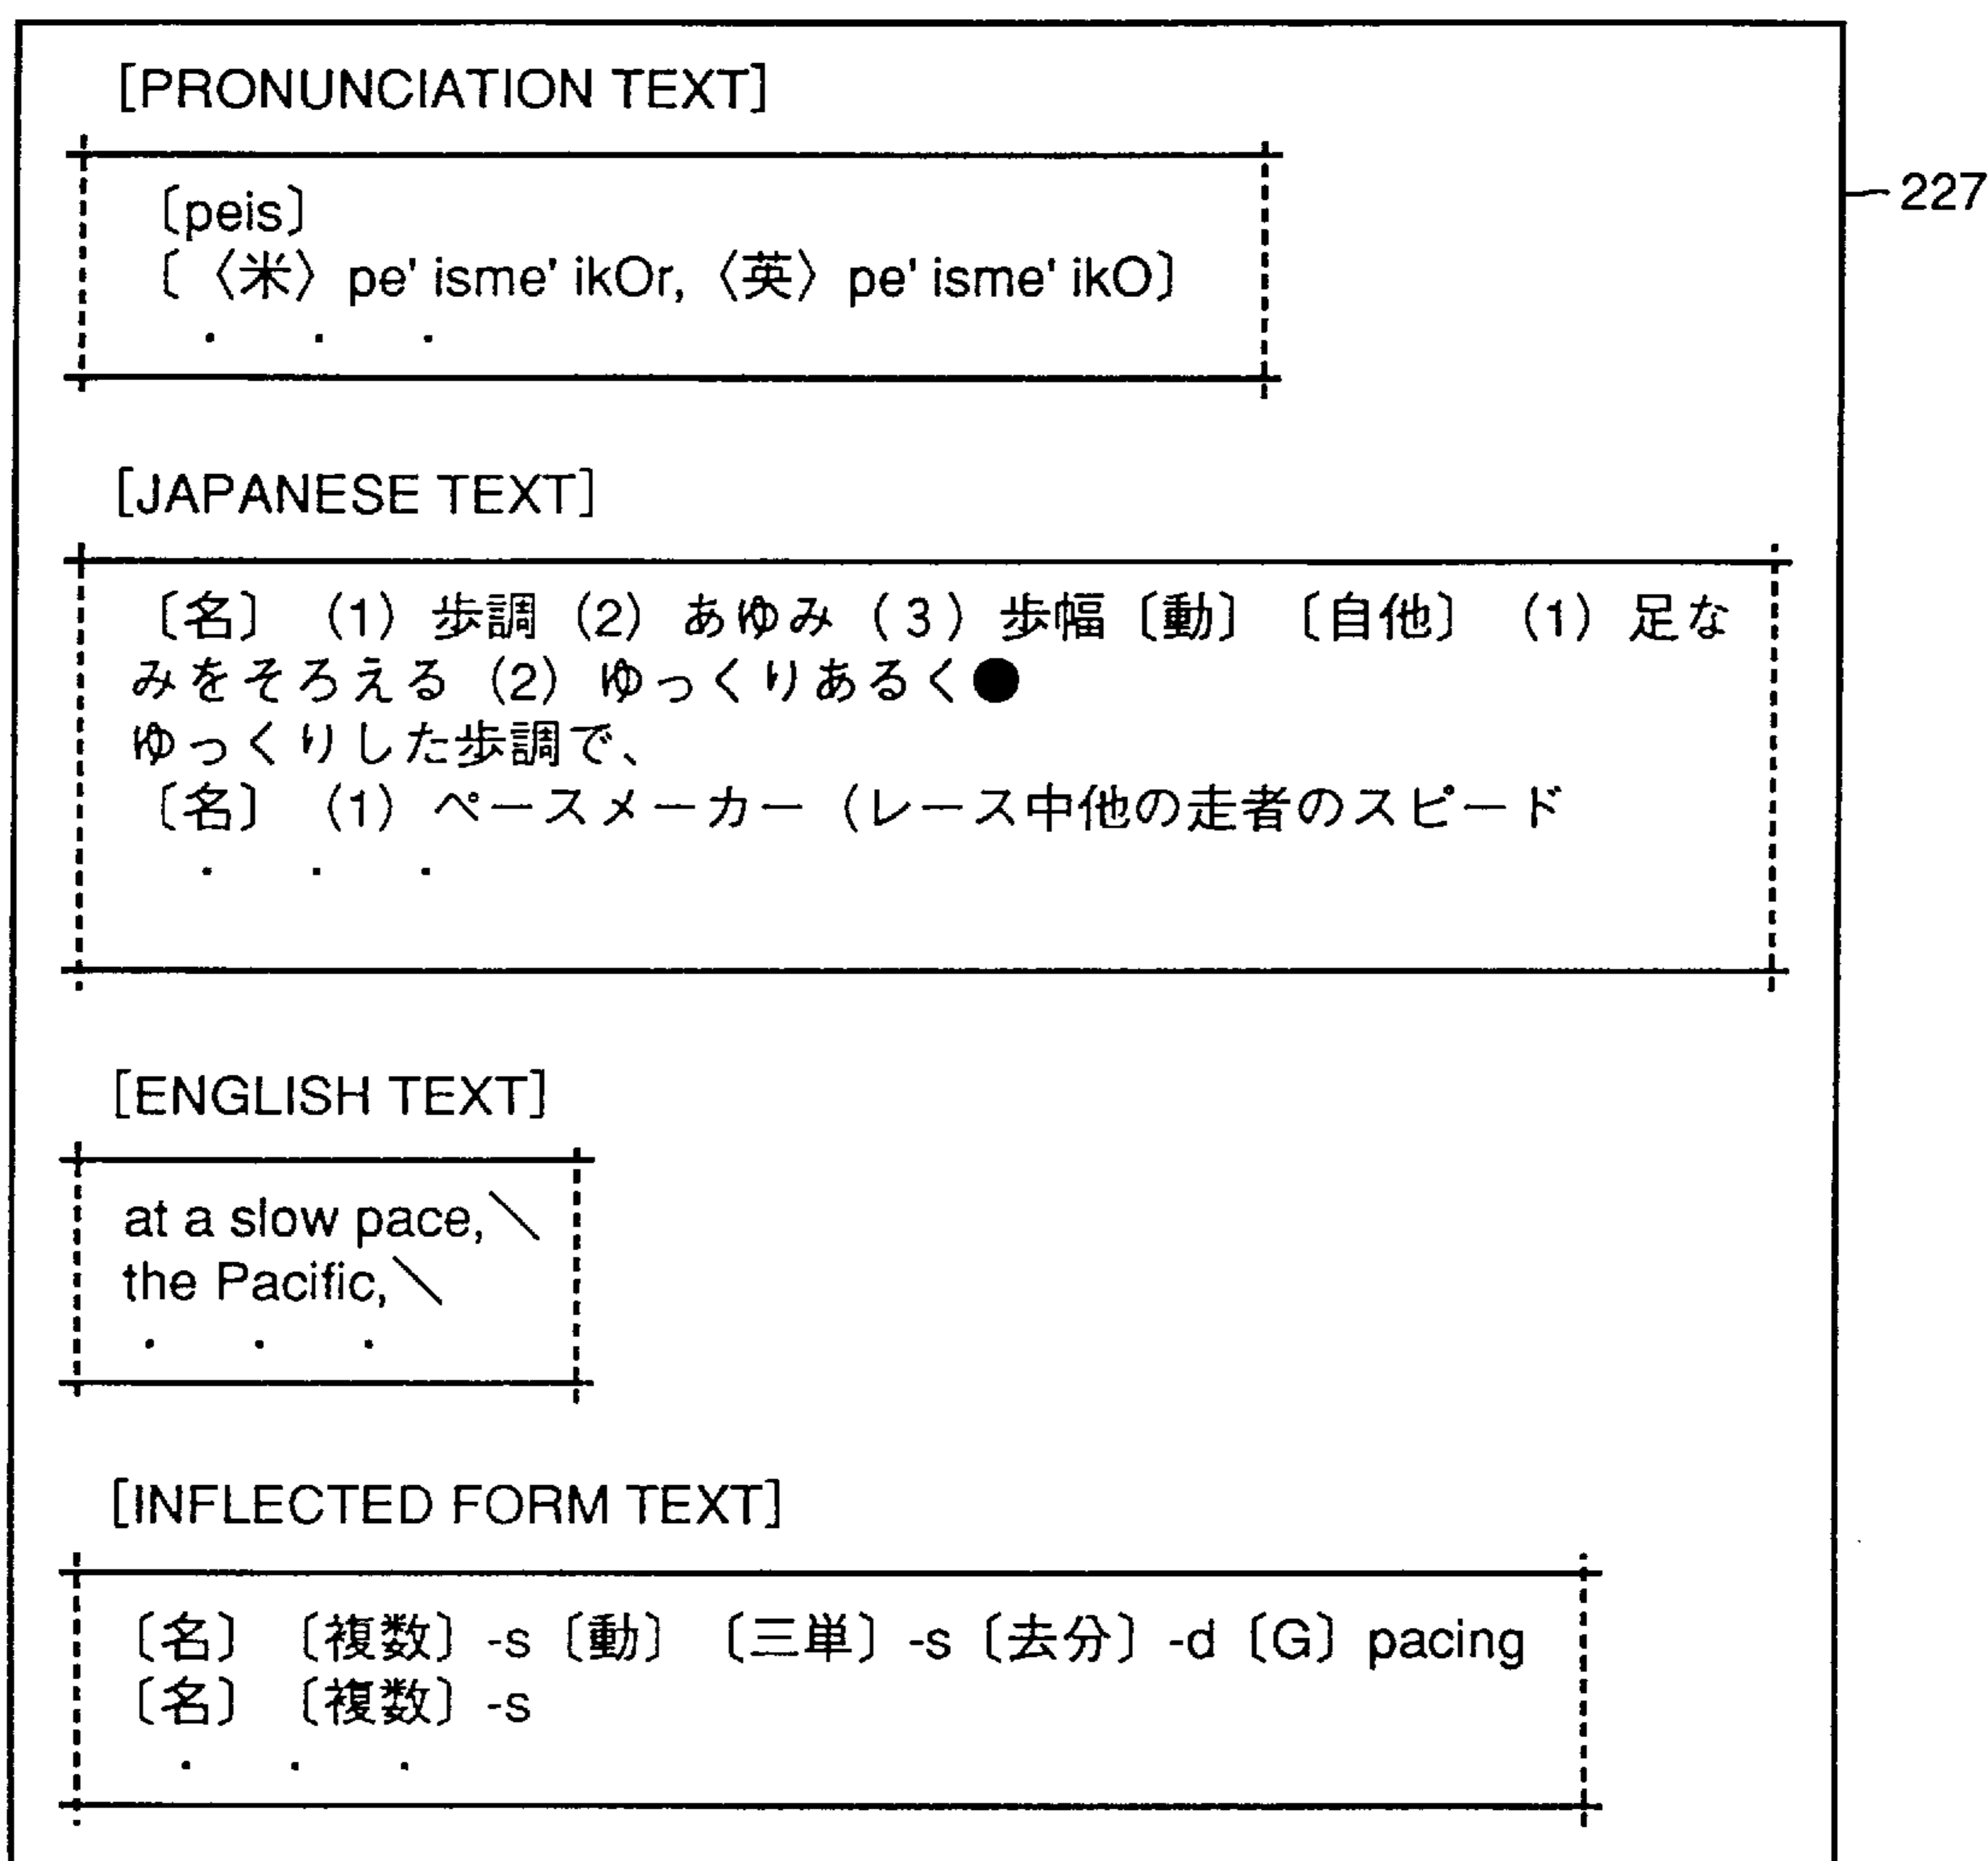 [PRONUNCIATION TEXT]
〔peis〕
〔〈米〉pe' isme' ikOr,〈英〉pe' isme' ikO〕
. . .
227
[JAPANESE TEXT]
〔名〕 (1) 歩調 (2) あゆみ (3) 歩幅〔動〕〔自他〕 (1) 足な
みをそろえる (2) ゆっくりあるく●
ゆっくりした歩調で、
〔名〕 (1) ペースメーカー (レース中他の走者のスピード
. . .
[ENGLISH TEXT]
at a slow pace,\
the Pacific,\
. . .
[INFLECTED FORM TEXT]
〔名〕〔複数〕-s〔動〕〔三単〕-s〔去分〕-d〔G〕pacing
〔名〕〔複数〕-s
. . .